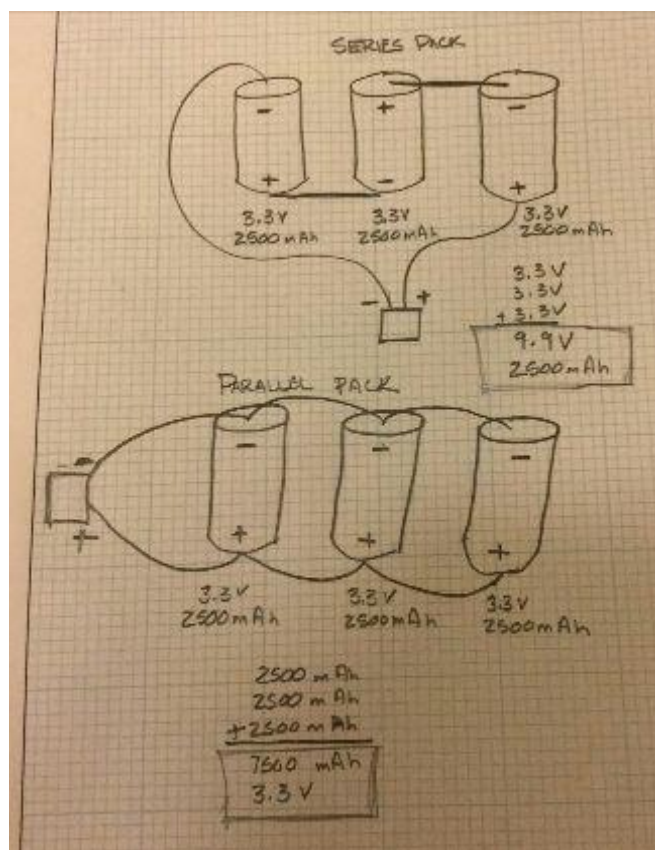 SERIES PACK
- + -
+ - +
3.3V 3.3V 3.3V
2500mAh 2500mAh 2500mAh
- +
3.3V
3.3V
+ 3.3V
9.9V
2500mAh
PARALLEL PACK
- - -
-
+
+ + +
3.3V 3.3V 3.3V
2500mAh 2500mAh 2500mAh
2500 mAh
2500 mAh
+ 2500 mAh
7500 mAh
3.3V